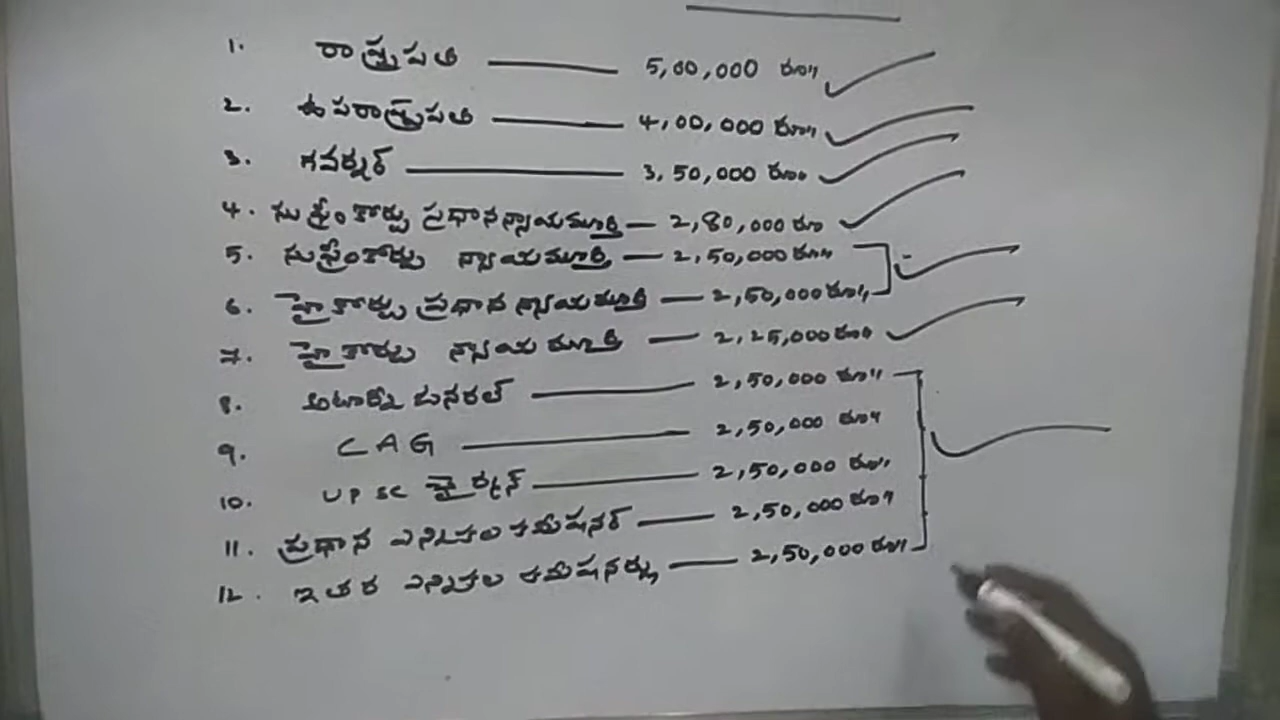 1. రాష్ట్రపతి — 5,00,000 రూ॥
2. ఉపరాష్ట్రపతి — 4,00,000 రూ॥
3. గవర్నర్ — 3,50,000 రూ॥
4. సుప్రీంకోర్టు ప్రధానన్యాయమూర్తి — 2,80,000 రూ
5. సుప్రీంకోర్టు న్యాయమూర్తి — 2,50,000 రూ॥
6. హైకోర్టు ప్రధాన న్యాయమూర్తి — 2,50,000 రూ॥
7. హైకోర్టు న్యాయమూర్తి — 2,25,000 రూ॥
8. అటార్నీ జనరల్ — 2,50,000 రూ॥
9. CAG — 2,50,000 రూ॥
10. UPSC చైర్మన్ — 2,50,000 రూ॥
11. ప్రధాన ఎన్నికల కమీషనర్ — 2,50,000 రూ॥
12. ఇతర ఎన్నికల కమీషనర్లు — 2,50,000 రూ॥